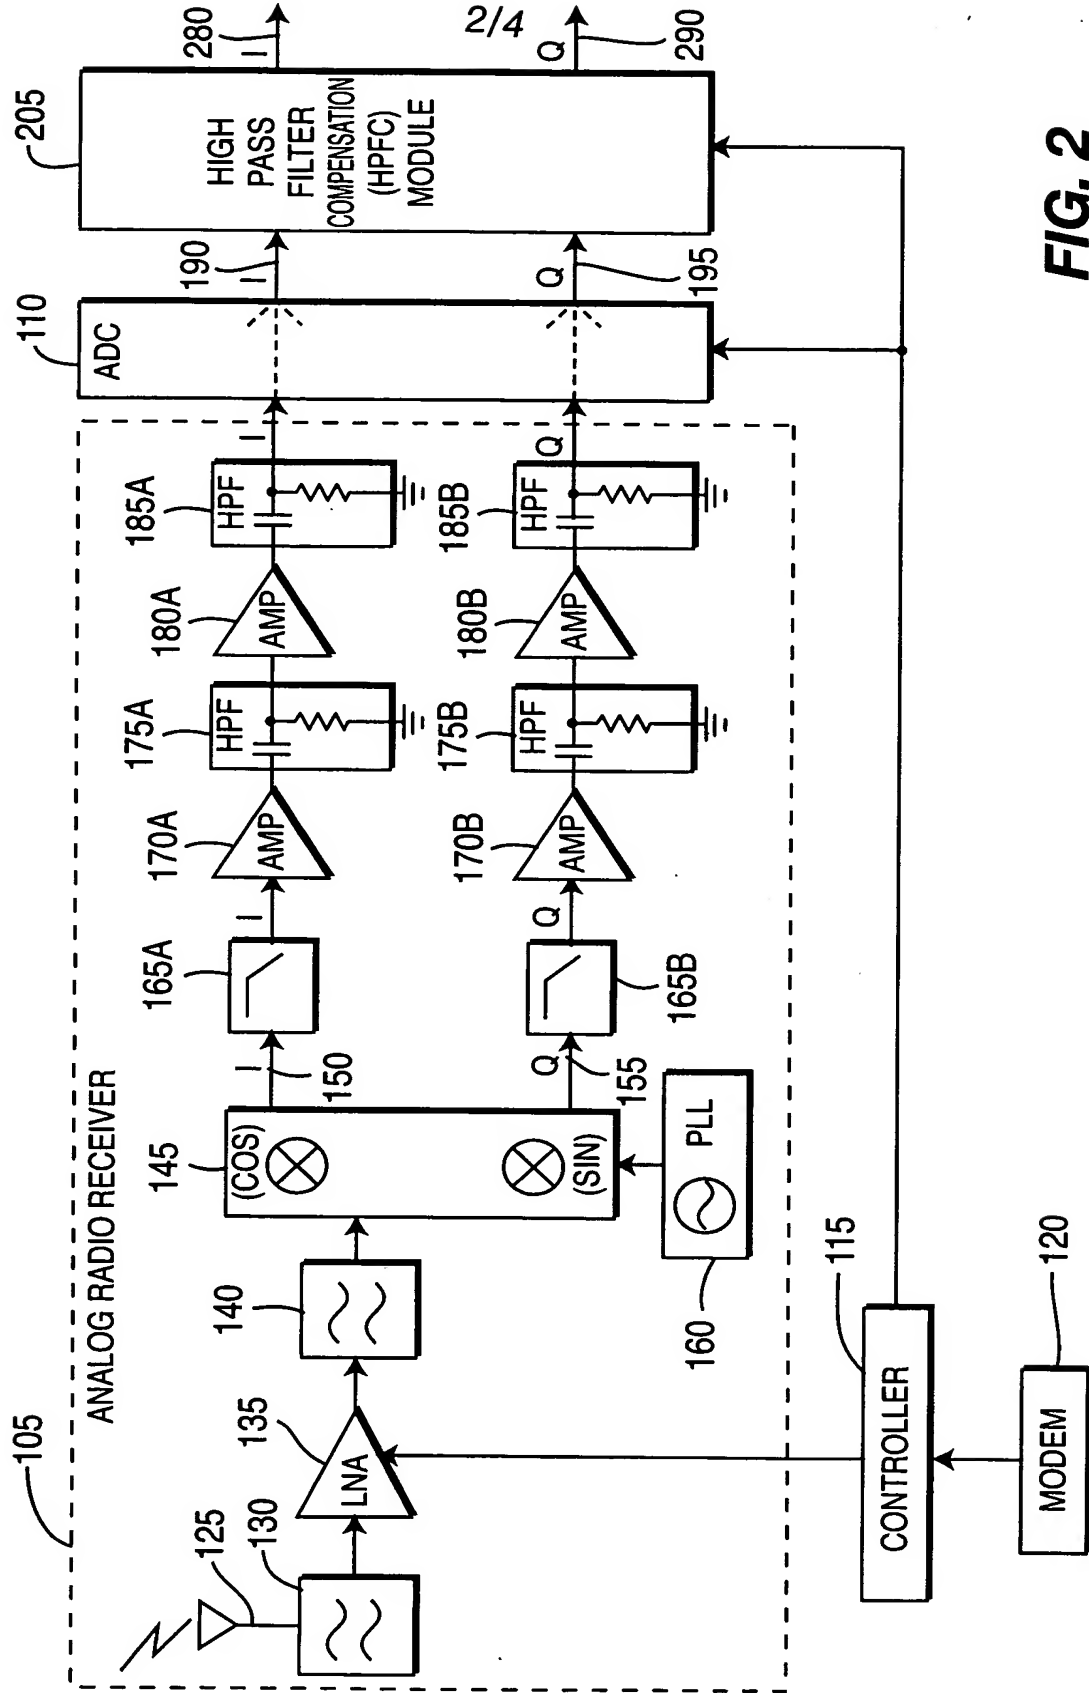 2/4
105
ANALOG RADIO RECEIVER
125
130
LNA
135
140
145
(COS)
(SIN)
I
150
Q
155
PLL
160
165A
I
165B
Q
170A
AMP
170B
AMP
175A
HPF
175B
HPF
180A
AMP
180B
AMP
185A
HPF
185B
HPF
I
Q
110
ADC
190
I
Q
195
205
HIGH
PASS
FILTER
COMPENSATION
(HPFC)
MODULE
280
I
Q
290
CONTROLLER
115
MODEM
120
FIG. 2